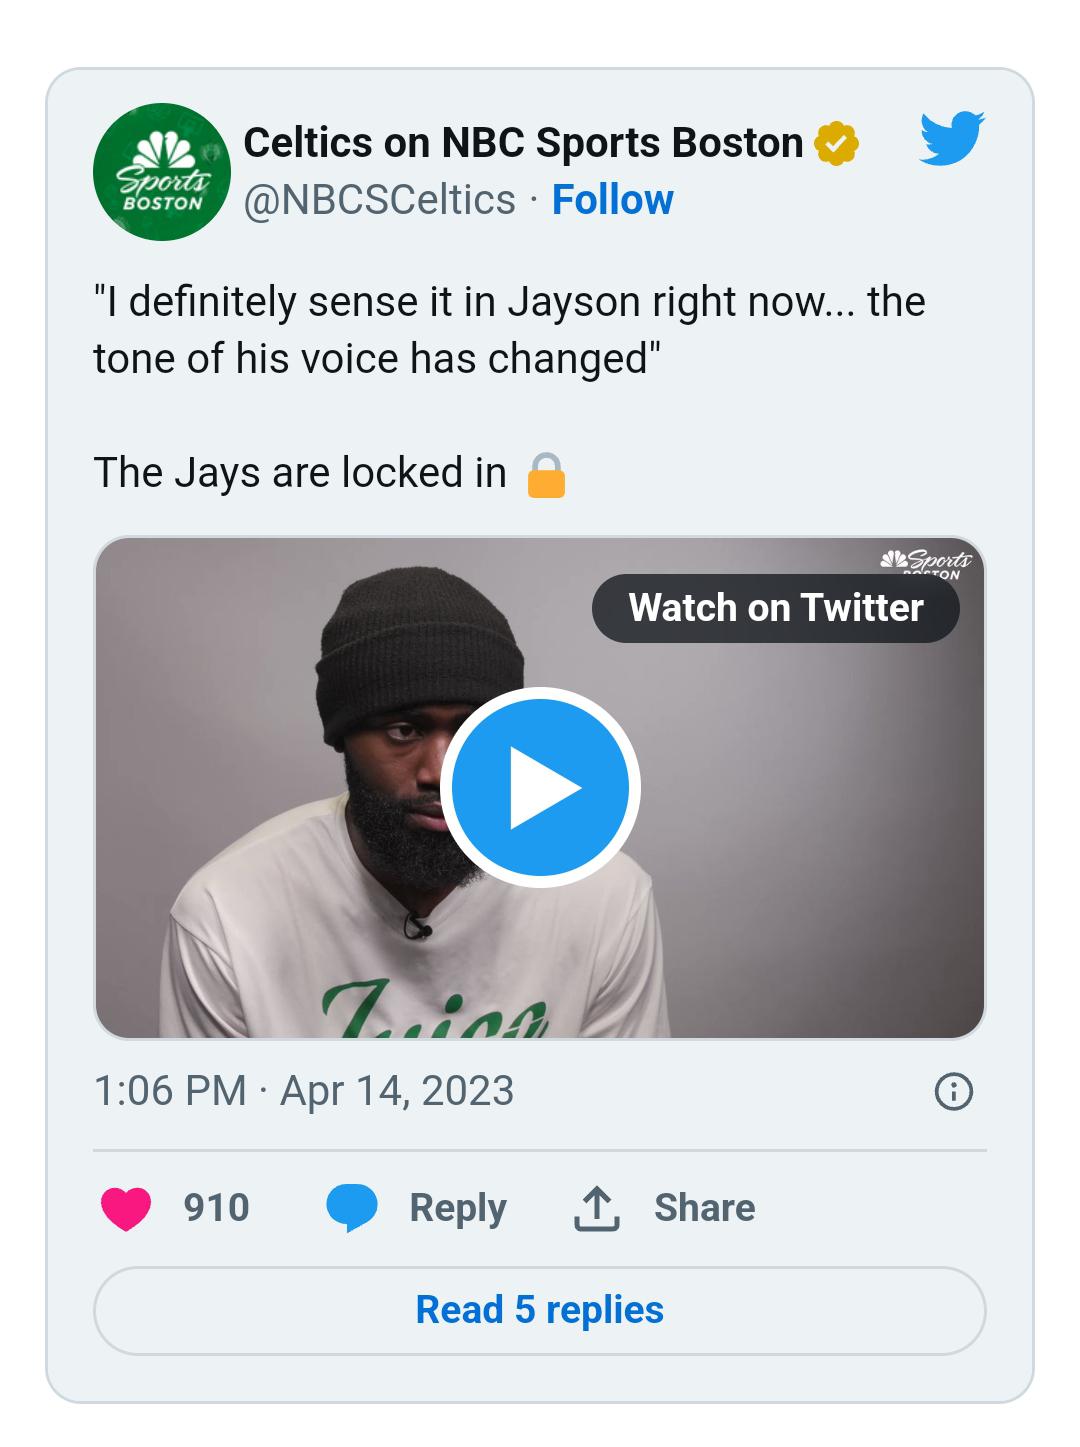 Sports
BOSTON
Celtics on NBC Sports Boston
@NBCSCeltics · Follow
"I definitely sense it in Jayson right now... the
tone of his voice has changed"
The Jays are locked in 🔒
Sports
BOSTON
Watch on Twitter
Juice
1:06 PM · Apr 14, 2023
910
Reply
Share
Read 5 replies